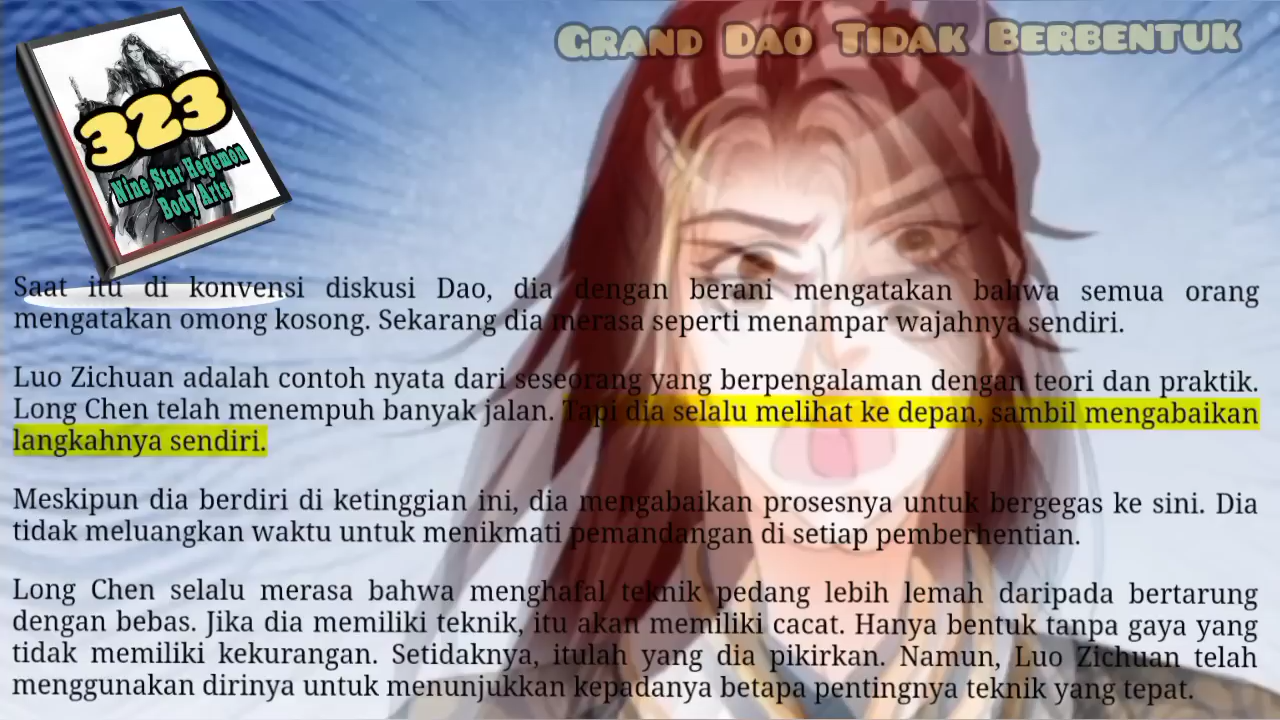 Grand Dao Tidak Berbentuk
323
Nine Star Hegemon
Body Arts
Saat itu di konvensi diskusi Dao, dia dengan berani mengatakan bahwa semua orang
mengatakan omong kosong. Sekarang dia merasa seperti menampar wajahnya sendiri.
Luo Zichuan adalah contoh nyata dari seseorang yang berpengalaman dengan teori dan praktik.
Long Chen telah menempuh banyak jalan. Tapi dia selalu melihat ke depan, sambil mengabaikan
langkahnya sendiri.
Meskipun dia berdiri di ketinggian ini, dia mengabaikan prosesnya untuk bergegas ke sini. Dia
tidak meluangkan waktu untuk menikmati pemandangan di setiap pemberhentian.
Long Chen selalu merasa bahwa menghafal teknik pedang lebih lemah daripada bertarung
dengan bebas. Jika dia memiliki teknik, itu akan memiliki cacat. Hanya bentuk tanpa gaya yang
tidak memiliki kekurangan. Setidaknya, itulah yang dia pikirkan. Namun, Luo Zichuan telah
menggunakan dirinya untuk menunjukkan kepadanya betapa pentingnya teknik yang tepat.